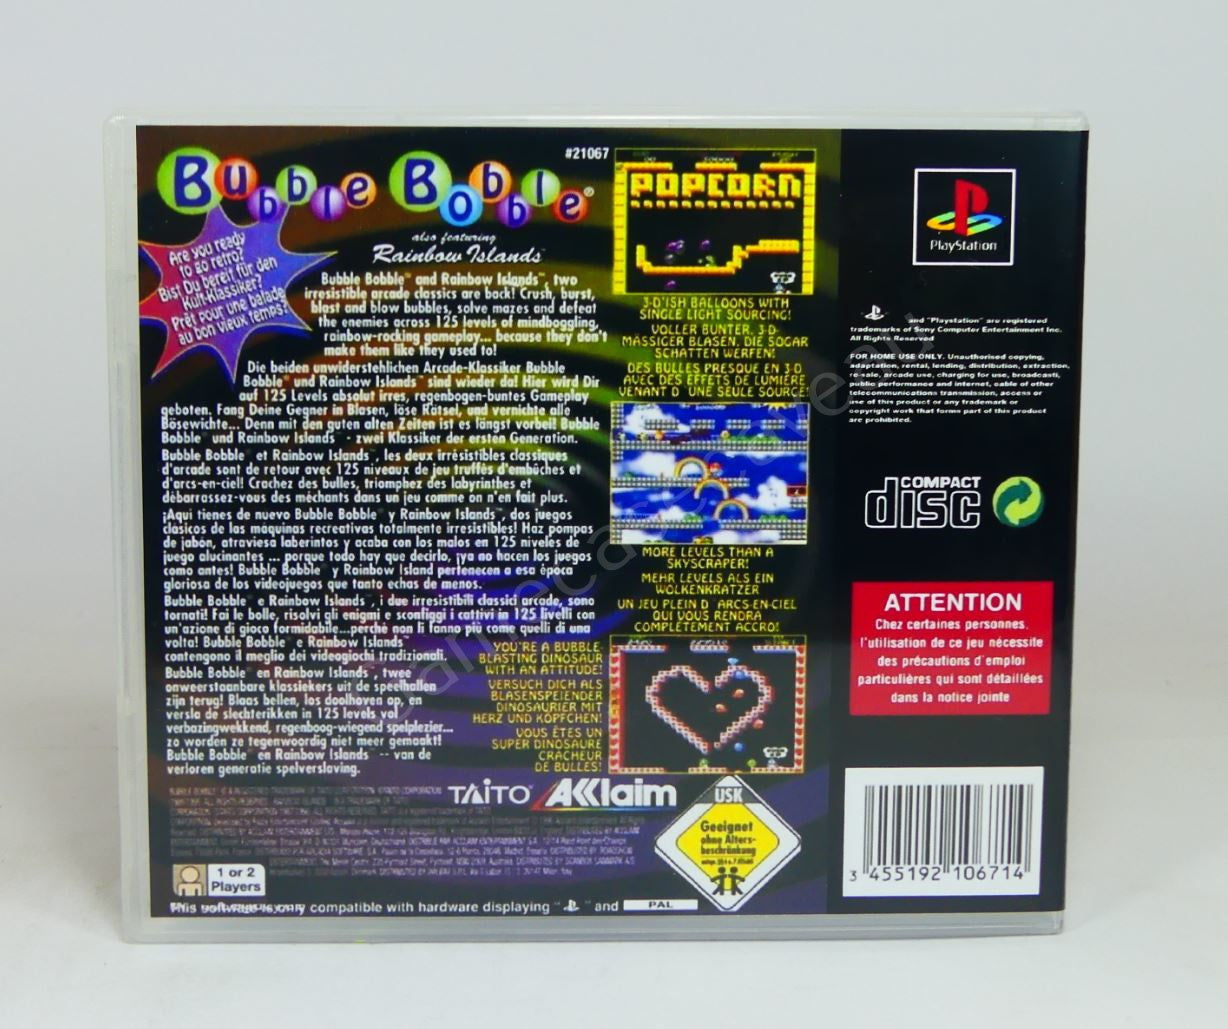 Bubble Bobble®
also featuring
Rainbow Islands™
#21067
Are you ready
to go retro?
Bist Du bereit für den
Kult-Klassiker?
Prêt pour une balade
au bon vieux temps?
Bubble Bobble™ and Rainbow Islands™, two
irresistible arcade classics are back! Crush, burst,
blast and blow bubbles, solve mazes and defeat
the enemies across 125 levels of mindboggling,
rainbow-rocking gameplay... because they don't
make them like they used to!
Die beiden unwiderstehlichen Arcade-Klassiker Bubble
Bobble™ und Rainbow Islands™ sind wieder da! Hier wird Dir
auf 125 Levels absolut irres, regenbogen-buntes Gameplay
geboten. Fang Deine Gegner in Blasen, löse Rätsel, und vernichte alle
Bösewichte... Denn mit den guten alten Zeiten ist es längst vorbei! Bubble
Bobble™ und Rainbow Islands™ - zwei Klassiker der ersten Generation.
Bubble Bobble™ et Rainbow Islands™, les deux irrésistibles classiques
d'arcade sont de retour avec 125 niveaux de jeu truffés d'embûches et
d'arcs-en-ciel! Crachez des bulles, triomphez des labyrinthes et
débarrassez-vous des méchants dans un jeu comme on n'en fait plus.
¡Aqui tienes de nuevo Bubble Bobble™ y Rainbow Islands™, dos juegos
clasicos de las máquinas recreativas totalmente irresistibles! Haz pompas
de jabón, atraviesa laberintos y acaba con los malos en 125 niveles de
juego alucinantes ... porque todo hay que decirlo, ¡ya no hacen los juegos
como antes! Bubble Bobble™ y Rainbow Island pertenecen a esa época
gloriosa de los videojuegos que tanto echas de menos.
Bubble Bobble™ e Rainbow Islands™, i due irresistibili classici arcade, sono
tornati! Fai le bolle, risolvi gli enigmi e sconfiggi i cattivi in 125 livelli con
un'azione di gioco formidabile...perchè non li fanno più come quelli di una
volta! Bubble Bobble™ e Rainbow Islands™
contengono il meglio dei videogiochi tradizionali.
Bubble Bobble™ en Rainbow Islands™, twee
onweerstaanbare klassiekers uit de speelhallen
zijn terug! Blaas bellen, los doolhoven op, en
versla de slechterikken in 125 levels vol
verbazingwekkend, regenboog-wiegend spelplezier...
zo worden ze tegenwoordig niet meer gemaakt!
Bubble Bobble™ en Rainbow Islands™ -- van de
verloren generatie spelverslaving.
POPCORN
3-D'ISH BALLOONS WITH
SINGLE LIGHT SOURCING!
VOLLER BUNTER, 3-D-
MÄSSIGER BLASEN, DIE SOGAR
SCHATTEN WERFEN!
DES BULLES PRESQUE EN 3-D
AVEC DES EFFETS DE LUMIÈRE
VENANT D'UNE SEULE SOURCE!
MORE LEVELS THAN A
SKYSCRAPER!
MEHR LEVELS ALS EIN
WOLKENKRATZER
UN JEU PLEIN D'ARCS-EN-CIEL
QUI VOUS RENDRA
COMPLÈTEMENT ACCRO!
YOU'RE A BUBBLE-
BLASTING DINOSAUR
WITH AN ATTITUDE!
VERSUCH DICH ALS
BLASENSPEIENDER
DINOSAURIER MIT
HERZ UND KÖPFCHEN!
VOUS ÊTES UN
SUPER DINOSAURE
CRACHEUR
DE BULLES!
TAITO AKKlaim
USK
Geeignet
ohne Alters-
beschränkung
1 or 2
Players
This software is only compatible with hardware displaying " " and PAL
PlayStation
and "Playstation" are registered
trademarks of Sony Computer Entertainment Inc.
All Rights Reserved
FOR HOME USE ONLY. Unauthorised copying,
adaptation, rental, lending, distribution, extraction,
re-sale, arcade use, charging for use, broadcasti,
public performance and internet, cable of other
telecommunications transmission, access or
use of this product or any trademark or
copyright work that forms part of this product
are prohibited.
COMPACT
disc
ATTENTION
Chez certaines personnes,
l'utilisation de ce jeu nécessite
des précautions d'emploi
particulières qui sont détaillées
dans la notice jointe
3 455192 106714